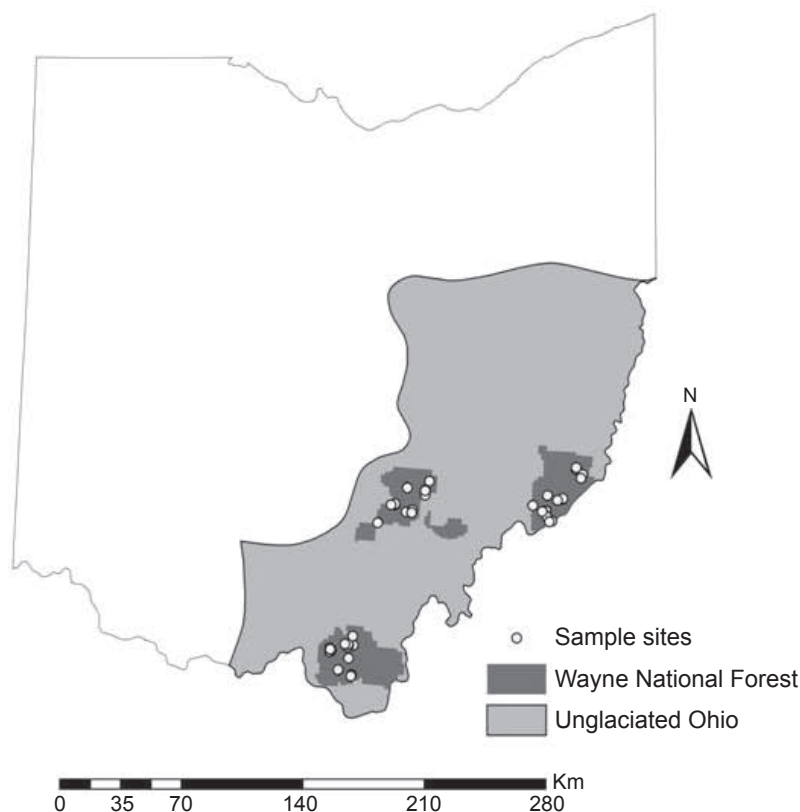 N
Sample sites
Wayne National Forest
Unglaciated Ohio
Km
0 35 70 140 210 280